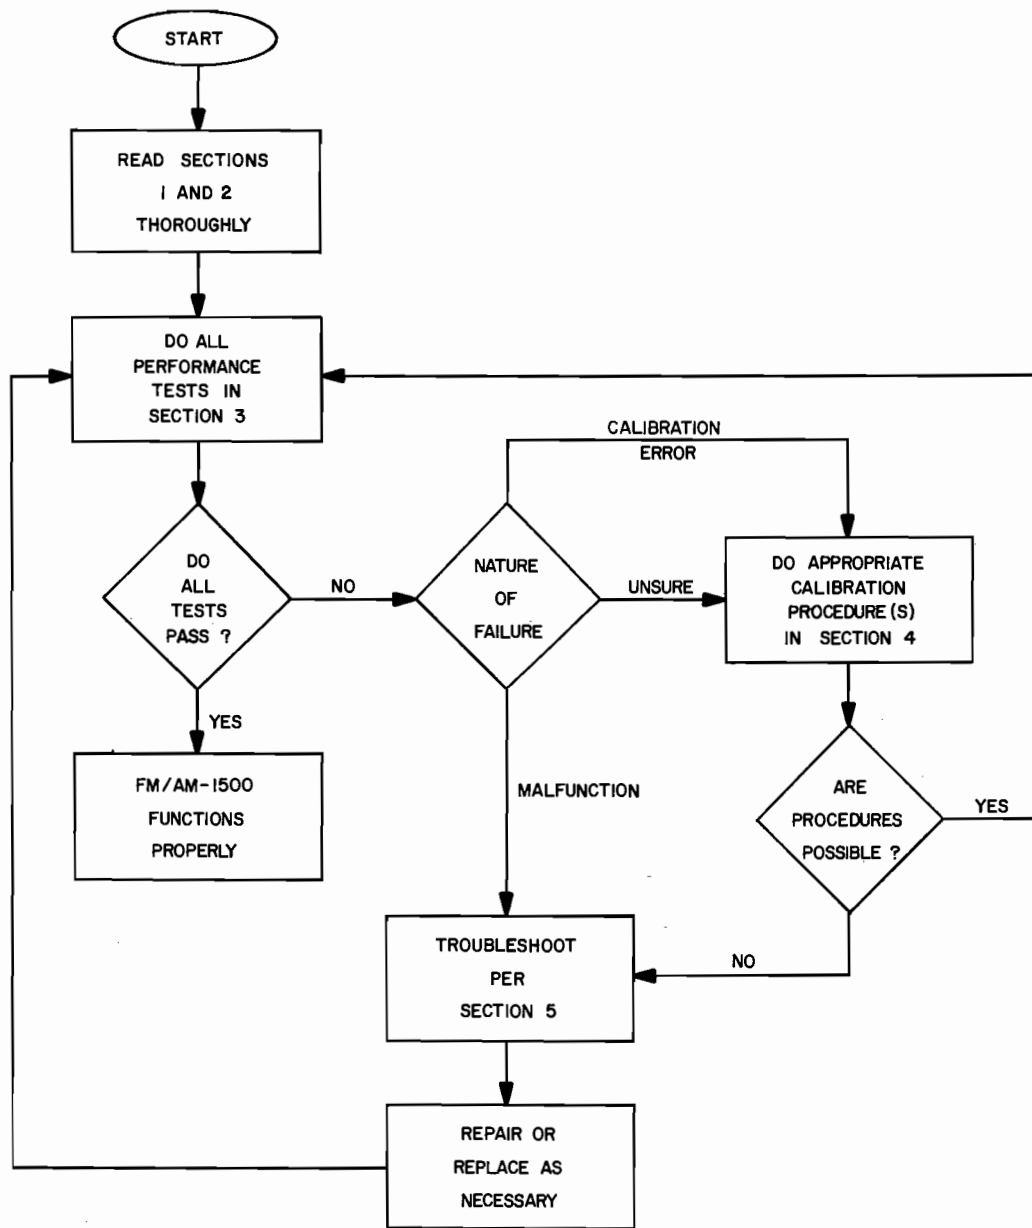 START
READ SECTIONS
1 AND 2
THOROUGHLY
DO ALL
PERFORMANCE
TESTS IN
SECTION 3
CALIBRATION
ERROR
DO
ALL
TESTS
PASS ?
NO
NATURE
OF
FAILURE
UNSURE
DO APPROPRIATE
CALIBRATION
PROCEDURE(S)
IN SECTION 4
YES
FM/AM-1500
FUNCTIONS
PROPERLY
MALFUNCTION
ARE
PROCEDURES
POSSIBLE ?
YES
TROUBLESHOOT
PER
SECTION 5
NO
REPAIR OR
REPLACE AS
NECESSARY